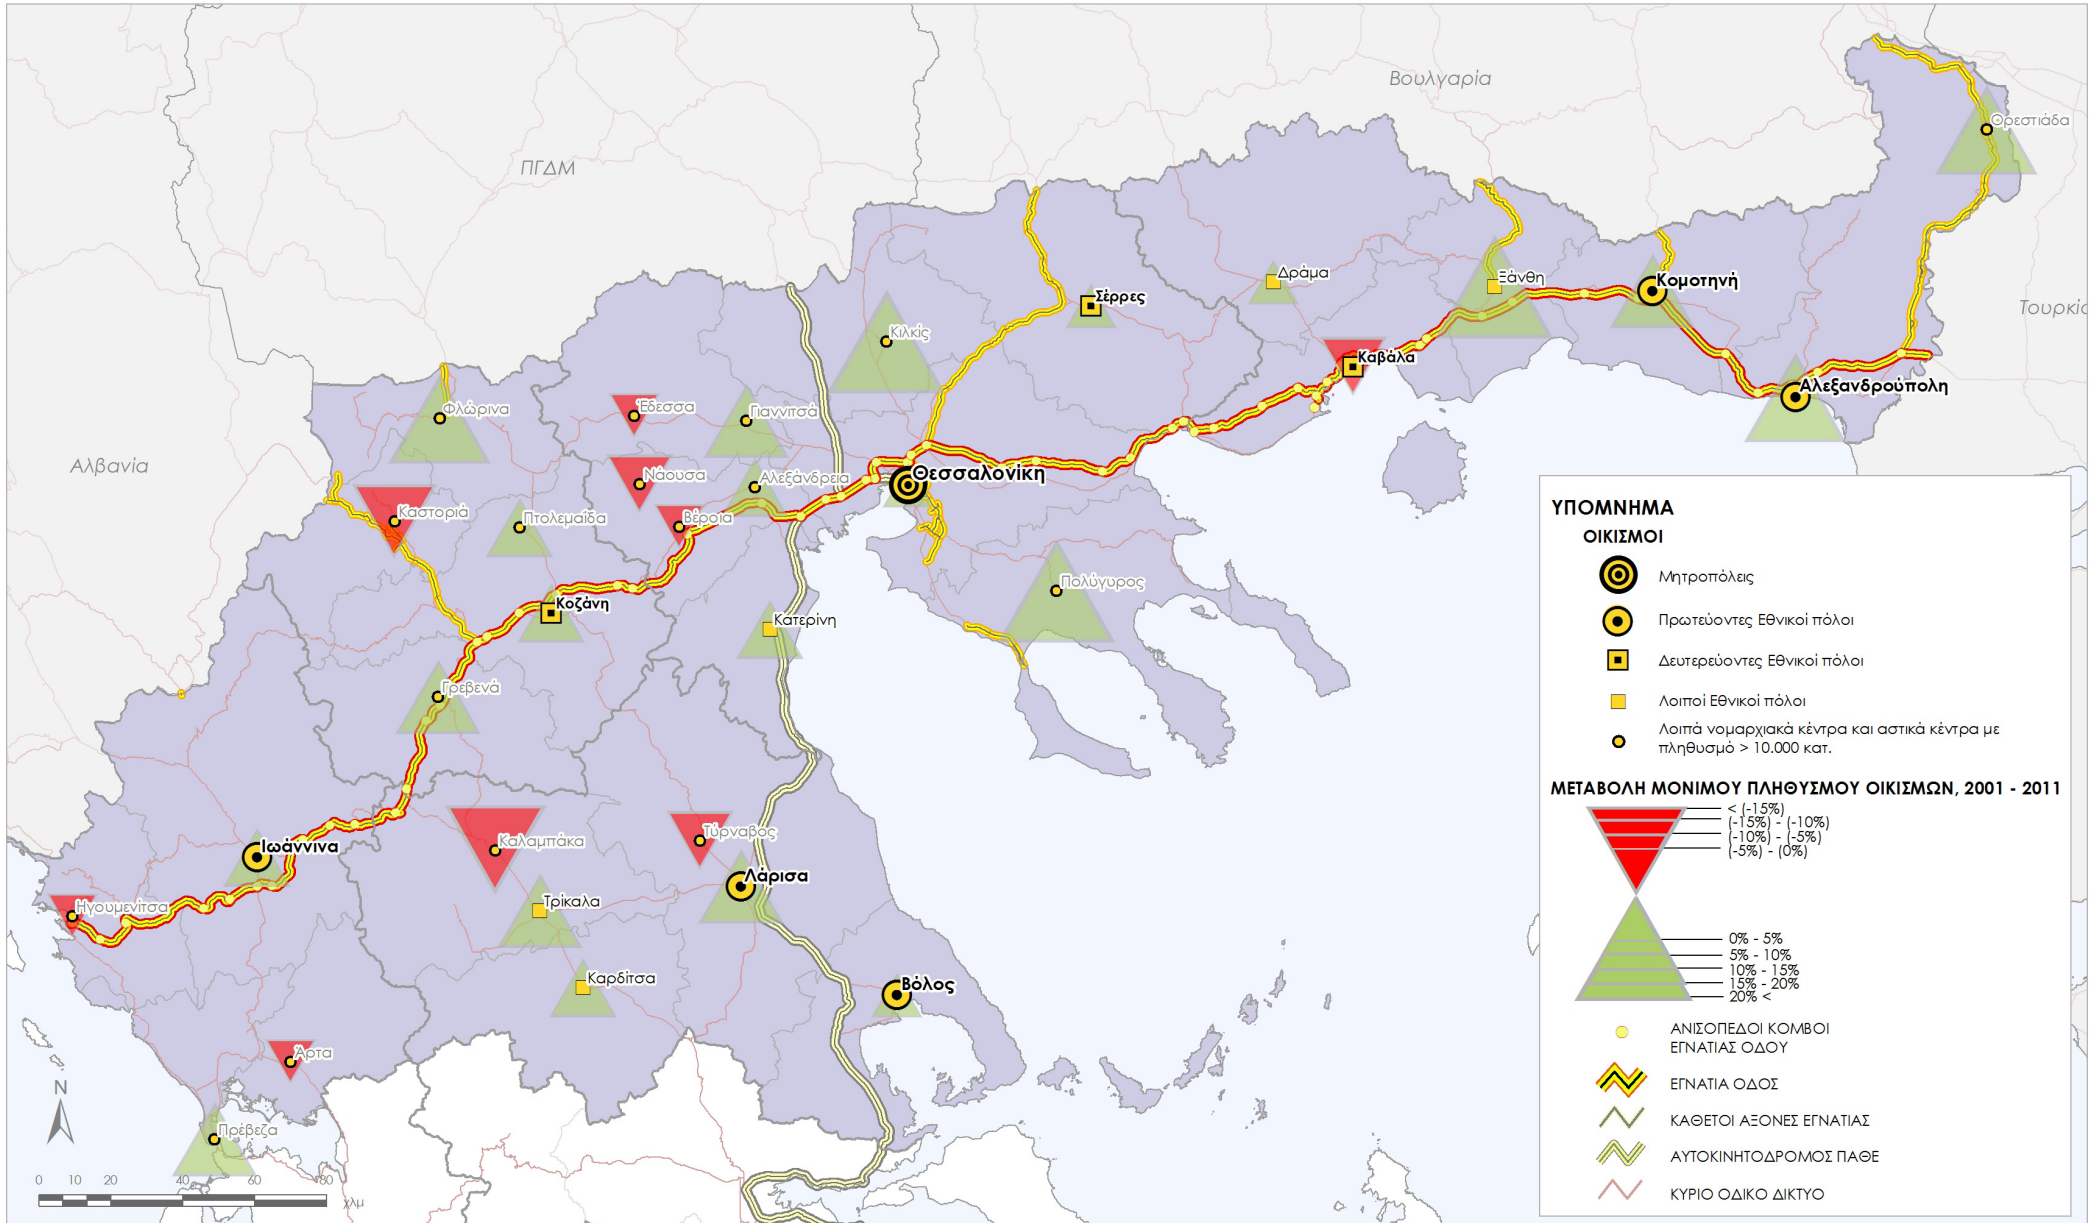 Βουλγαρία
ΠΓΔΜ
Ορεστιάδα
Τουρκία
Αλβανία
Δράμα
Ξάνθη
Κομοτηνή
Σέρρες
Κιλκίς
Καβάλα
Αλεξανδρούπολη
Φλώρινα
Έδεσσα
Γιαννιτσά
Θεσσαλονίκη
Νάουσα
Αλεξάνδρεια
Καστοριά
Πτολεμαΐδα
Βέροια
Πολύγυρος
Κοζάνη
Κατερίνη
Γρεβενά
Ιωάννινα
Καλαμπάκα
Τύρναβος
Λάρισα
Ηγουμενίτσα
Τρίκαλα
Καρδίτσα
Βόλος
Άρτα
Πρέβεζα
N
0 10 20 40 60 80
χλμ
ΥΠΟΜΝΗΜΑ
ΟΙΚΙΣΜΟΙ
Μητροπόλεις
Πρωτεύοντες Εθνικοί πόλοι
Δευτερεύοντες Εθνικοί πόλοι
Λοιποί Εθνικοί πόλοι
Λοιπά νομαρχιακά κέντρα και αστικά κέντρα με
πληθυσμό > 10.000 κατ.
ΜΕΤΑΒΟΛΗ ΜΟΝΙΜΟΥ ΠΛΗΘΥΣΜΟΥ ΟΙΚΙΣΜΩΝ, 2001 - 2011
< (-15%)
(-15%) - (-10%)
(-10%) - (-5%)
(-5%) - (0%)
0% - 5%
5% - 10%
10% - 15%
15% - 20%
20% <
ΑΝΙΣΟΠΕΔΟΙ ΚΟΜΒΟΙ
ΕΓΝΑΤΙΑΣ ΟΔΟΥ
ΕΓΝΑΤΙΑ ΟΔΟΣ
ΚΑΘΕΤΟΙ ΑΞΟΝΕΣ ΕΓΝΑΤΙΑΣ
ΑΥΤΟΚΙΝΗΤΟΔΡΟΜΟΣ ΠΑΘΕ
ΚΥΡΙΟ ΟΔΙΚΟ ΔΙΚΤΥΟ